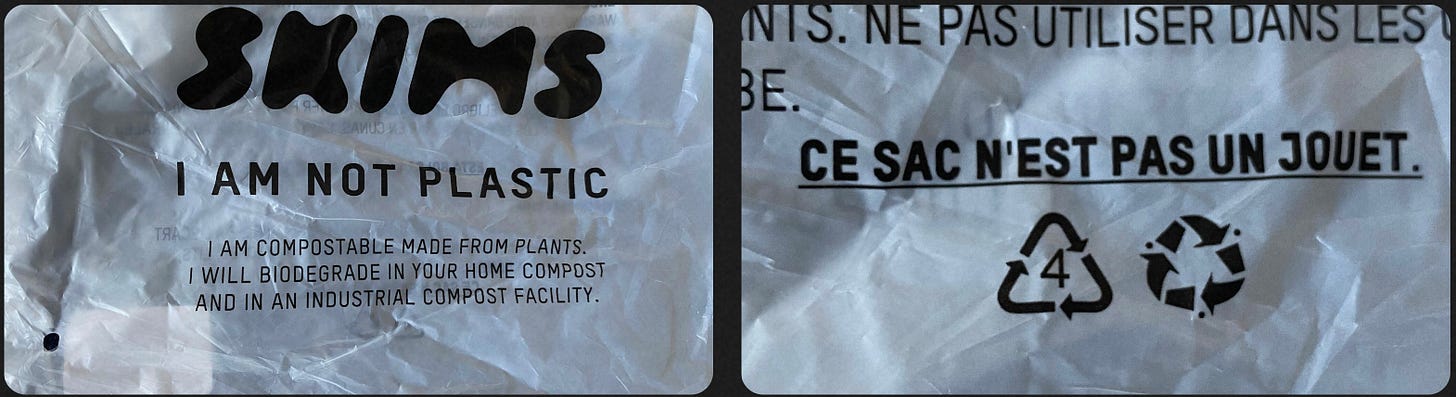 SKIMS
I AM NOT PLASTIC
I AM COMPOSTABLE MADE FROM PLANTS.
I WILL BIODEGRADE IN YOUR HOME COMPOST
AND IN AN INDUSTRIAL COMPOST FACILITY.
NTS. NE PAS UTILISER DANS LES
BE.
CE SAC N'EST PAS UN JOUET.
4